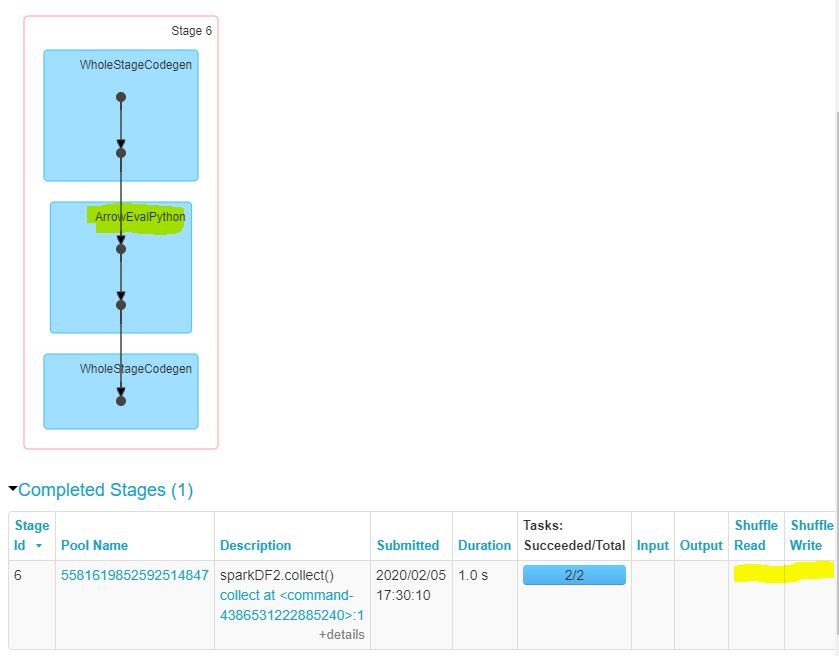 Stage 6
WholeStageCodegen
ArrowEvalPython
WholeStageCodegen
Completed Stages (1)
Stage Id
Pool Name
Description
Submitted
Duration
Tasks: Succeeded/Total
Input
Output
Shuffle Read
Shuffle Write
6
5581619852592514847
sparkDF2.collect()
collect at <command-
4386531222885240>:1
+details
2020/02/05
17:30:10
1.0 s
2/2